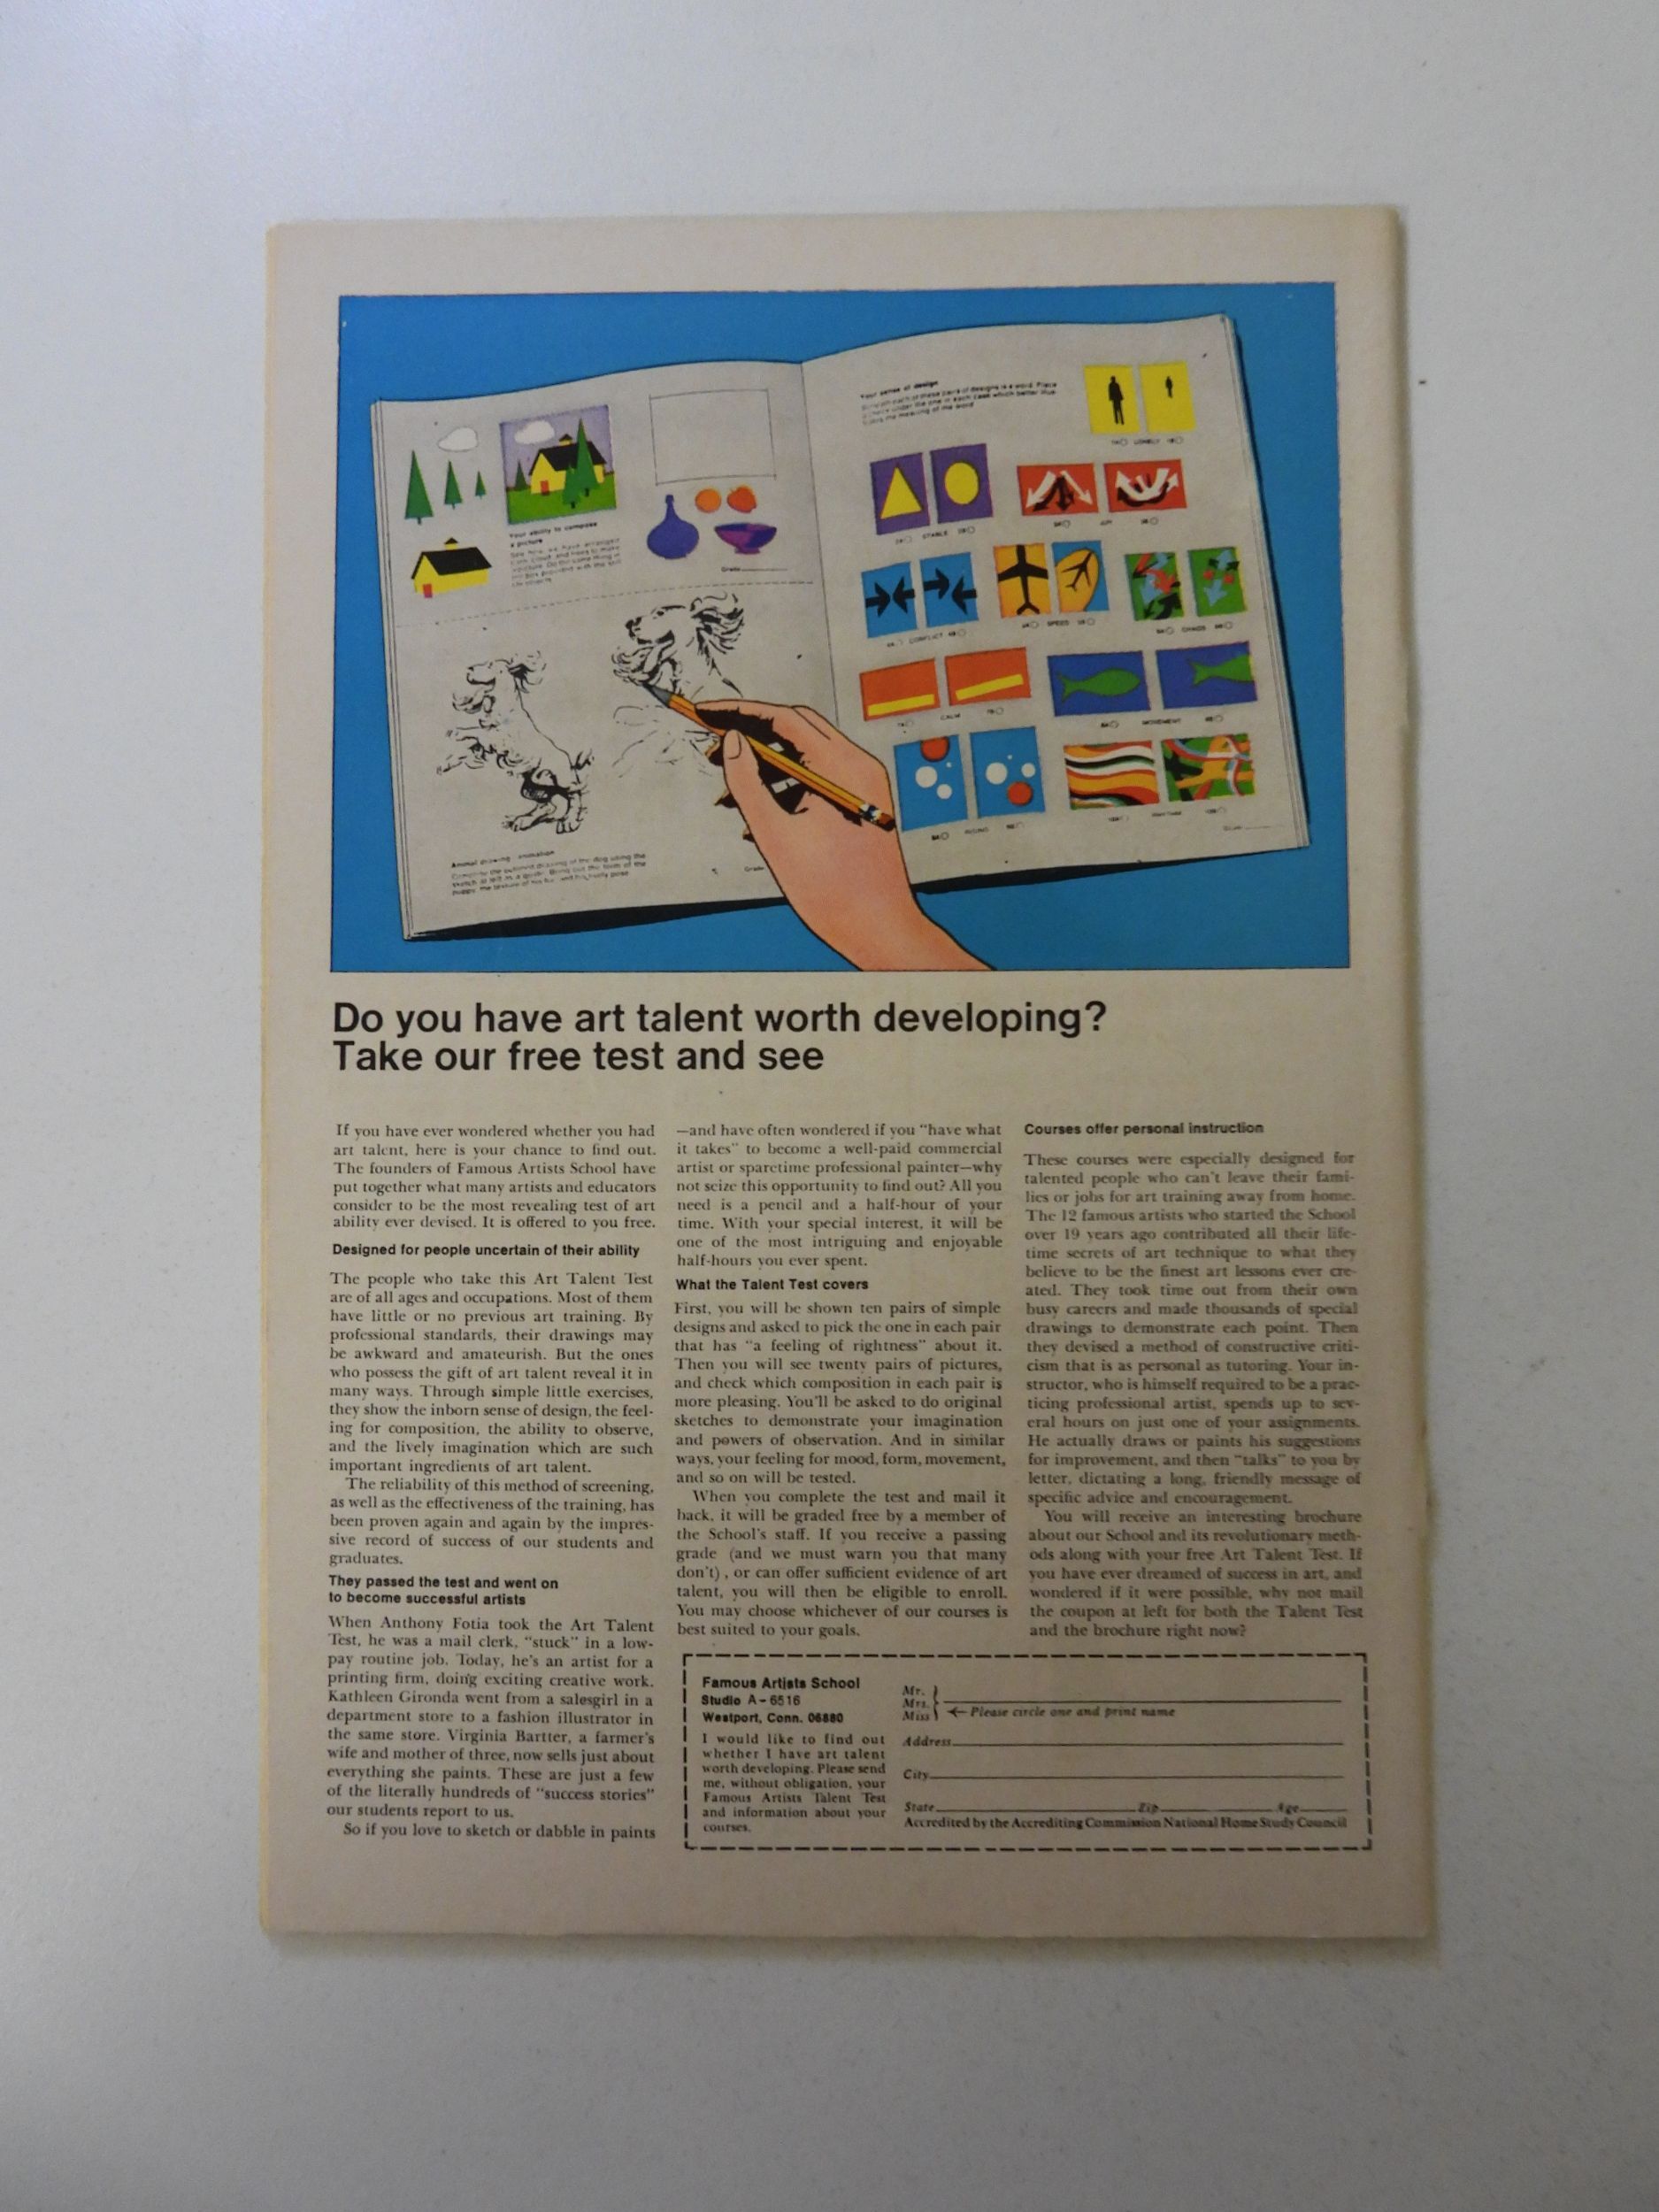 Your ability to compose
a picture
Your sense of design
LONELY
STABLE
JOY
CONFLICT
SPEED
CHAOS
CALM
MOVEMENT
Animal drawing animation
Do you have art talent worth developing?
Take our free test and see
If you have ever wondered whether you had
art talent, here is your chance to find out.
The founders of Famous Artists School have
put together what many artists and educators
consider to be the most revealing test of art
ability ever devised. It is offered to you free.
Designed for people uncertain of their ability
The people who take this Art Talent Test
are of all ages and occupations. Most of them
have little or no previous art training. By
professional standards, their drawings may
be awkward and amateurish. But the ones
who possess the gift of art talent reveal it in
many ways. Through simple little exercises,
they show the inborn sense of design, the feel-
ing for composition, the ability to observe,
and the lively imagination which are such
important ingredients of art talent.
The reliability of this method of screening,
as well as the effectiveness of the training, has
been proven again and again by the impres-
sive record of success of our students and
graduates.
They passed the test and went on
to become successful artists
When Anthony Fotia took the Art Talent
Test, he was a mail clerk, "stuck" in a low-
pay routine job. Today, he's an artist for a
printing firm, doing exciting creative work.
Kathleen Gironda went from a salesgirl in a
department store to a fashion illustrator in
the same store. Virginia Bartter, a farmer's
wife and mother of three, now sells just about
everything she paints. These are just a few
of the literally hundreds of "success stories"
our students report to us.
So if you love to sketch or dabble in paints
—and have often wondered if you "have what
it takes" to become a well-paid commercial
artist or sparetime professional painter—why
not seize this opportunity to find out? All you
need is a pencil and a half-hour of your
time. With your special interest, it will be
one of the most intriguing and enjoyable
half-hours you ever spent.
What the Talent Test covers
First, you will be shown ten pairs of simple
designs and asked to pick the one in each pair
that has "a feeling of rightness" about it.
Then you will see twenty pairs of pictures,
and check which composition in each pair is
more pleasing. You'll be asked to do original
sketches to demonstrate your imagination
and powers of observation. And in similar
ways, your feeling for mood, form, movement,
and so on will be tested.
When you complete the test and mail it
back, it will be graded free by a member of
the School's staff. If you receive a passing
grade (and we must warn you that many
don't), or can offer sufficient evidence of art
talent, you will then be eligible to enroll.
You may choose whichever of our courses is
best suited to your goals.
Courses offer personal instruction
These courses were especially designed for
talented people who can't leave their fami-
lies or jobs for art training away from home.
The 12 famous artists who started the School
over 19 years ago contributed all their life-
time secrets of art technique to what they
believe to be the finest art lessons ever cre-
ated. They took time out from their own
busy careers and made thousands of special
drawings to demonstrate each point. Then
they devised a method of constructive criti-
cism that is as personal as tutoring. Your in-
structor, who is himself required to be a prac-
ticing professional artist, spends up to sev-
eral hours on just one of your assignments.
He actually draws or paints his suggestions
for improvement, and then "talks" to you by
letter, dictating a long, friendly message of
specific advice and encouragement.
You will receive an interesting brochure
about our School and its revolutionary meth-
ods along with your free Art Talent Test. If
you have ever dreamed of success in art, and
wondered if it were possible, why not mail
the coupon at left for both the Talent Test
and the brochure right now?
Famous Artists School
Studio A-6516
Westport, Conn. 06880
I would like to find out
whether I have art talent
worth developing. Please send
me, without obligation, your
Famous Artists Talent Test
and information about your
courses.
Mr.
Mrs.
Miss
Please circle one and print name
Address
City
State Zip Age
Accredited by the Accrediting Commission National Home Study Council